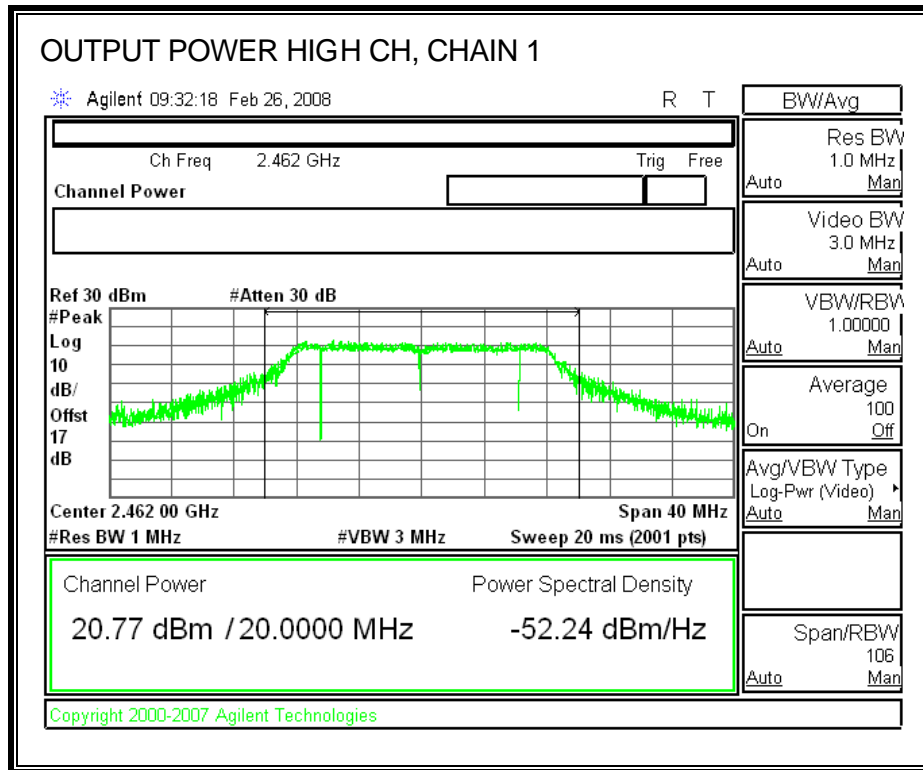 OUTPUT POWER HIGH CH, CHAIN 1
Agilent 09:32:18 Feb 26, 2008 R T
BW/Avg
Ch Freq 2.462 GHz Trig Free
Channel Power
Res BW
1.0 MHz
Auto Man
Video BW
3.0 MHz
Auto Man
Ref 30 dBm #Atten 30 dB
#Peak
Log
10
dB/
Offst
17
dB
VBW/RBW
1.00000
Auto Man
Average
100
On Off
Avg/VBW Type
Log-Pwr (Video)
Auto Man
Center 2.462 00 GHz Span 40 MHz
#Res BW 1 MHz #VBW 3 MHz Sweep 20 ms (2001 pts)
Channel Power Power Spectral Density
20.77 dBm / 20.0000 MHz -52.24 dBm/Hz
Span/RBW
106
Auto Man
Copyright 2000-2007 Agilent Technologies